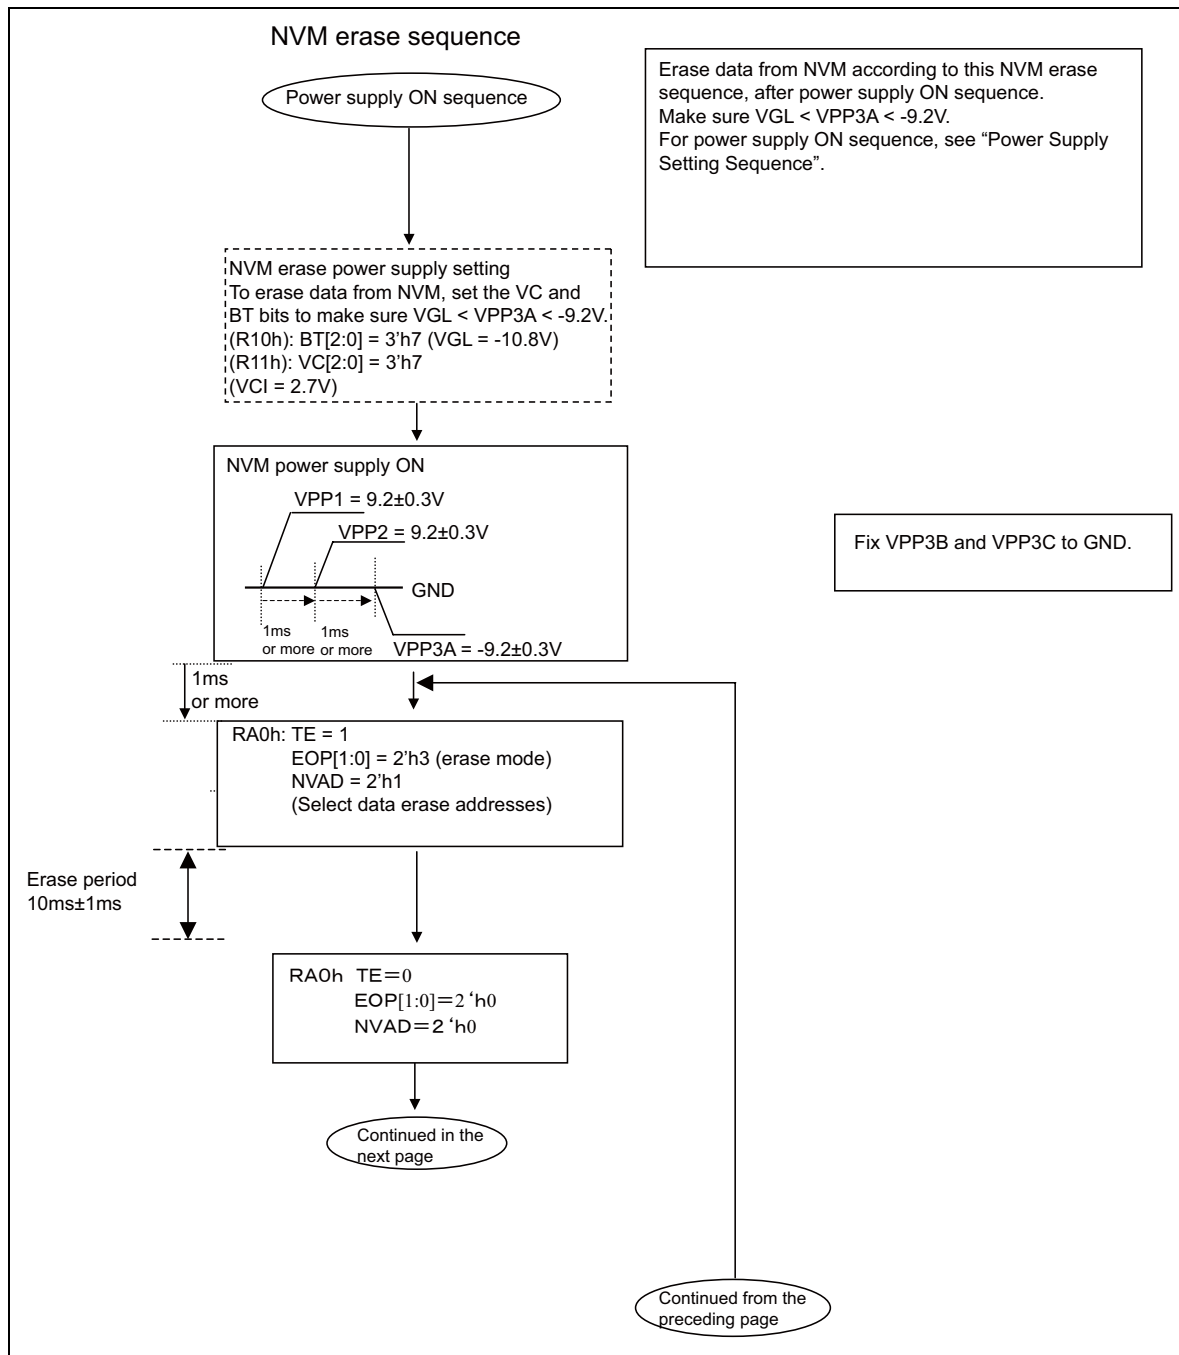 NVM erase sequence
Power supply ON sequence
Erase data from NVM according to this NVM erase
sequence, after power supply ON sequence.
Make sure VGL < VPP3A < -9.2V.
For power supply ON sequence, see “Power Supply
Setting Sequence”.
NVM erase power supply setting
To erase data from NVM, set the VC and
BT bits to make sure VGL < VPP3A < -9.2V.
(R10h): BT[2:0] = 3’h7 (VGL = -10.8V)
(R11h): VC[2:0] = 3’h7
(VCI = 2.7V)
NVM power supply ON
VPP1 = 9.2±0.3V
VPP2 = 9.2±0.3V
GND
1ms
or more
1ms
or more
VPP3A = -9.2±0.3V
Fix VPP3B and VPP3C to GND.
1ms
or more
RA0h: TE = 1
EOP[1:0] = 2’h3 (erase mode)
NVAD = 2’h1
(Select data erase addresses)
Erase period
10ms±1ms
RA0h TE=0
EOP[1:0]=2‘h0
NVAD=2‘h0
Continued in the
next page
Continued from the
preceding page